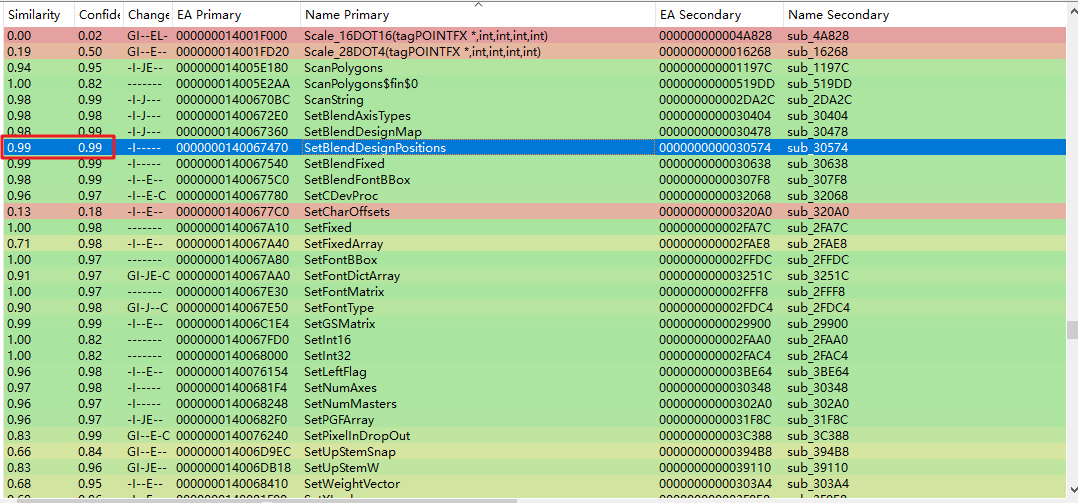 Similarity Confide Change EA Primary Name Primary EA Secondary Name Secondary
0.00 0.02 GI--EL- 000000014001F000 Scale_16DOT16(tagPOINTFX *,int,int,int,int) 000000000004A828 sub_4A828
0.19 0.50 GI--E-- 000000014001FD20 Scale_28DOT4(tagPOINTFX *,int,int,int,int) 0000000000016268 sub_16268
0.94 0.95 -I-JE-- 000000014005E180 ScanPolygons 000000000001197C sub_1197C
1.00 0.82 ------- 000000014005E2AA ScanPolygons$fin$0 00000000000519DD sub_519DD
0.98 0.99 -I-J--- 00000001400670BC ScanString 000000000002DA2C sub_2DA2C
0.98 0.98 -I-J--- 00000001400672E0 SetBlendAxisTypes 0000000000030404 sub_30404
0.98 0.99 -I-J--- 0000000140067360 SetBlendDesignMap 0000000000030478 sub_30478
0.99 0.99 -I----- 0000000140067470 SetBlendDesignPositions 0000000000030574 sub_30574
0.99 0.99 -I----- 0000000140067540 SetBlendFixed 0000000000030638 sub_30638
0.98 0.99 -I--E-- 00000001400675C0 SetBlendFontBBox 00000000000307F8 sub_307F8
0.96 0.97 -I--E-C 0000000140067780 SetCDevProc 0000000000032068 sub_32068
0.13 0.18 -I--E-- 00000001400677C0 SetCharOffsets 00000000000320A0 sub_320A0
1.00 0.98 ------- 0000000140067A10 SetFixed 000000000002FA7C sub_2FA7C
0.71 0.98 -I--E-- 0000000140067A40 SetFixedArray 000000000002FAE8 sub_2FAE8
1.00 0.97 ------- 0000000140067A80 SetFontBBox 000000000002FFDC sub_2FFDC
0.91 0.97 GI-JE-C 0000000140067AA0 SetFontDictArray 000000000003251C sub_3251C
1.00 0.97 ------- 0000000140067E30 SetFontMatrix 000000000002FFF8 sub_2FFF8
0.90 0.98 GI-J--C 0000000140067E50 SetFontType 000000000002FDC4 sub_2FDC4
0.99 0.99 -I--E-- 000000014006C1E4 SetGSMatrix 0000000000029900 sub_29900
1.00 0.82 ------- 0000000140067FD0 SetInt16 000000000002FAA0 sub_2FAA0
1.00 0.82 ------- 0000000140068000 SetInt32 000000000002FAC4 sub_2FAC4
0.96 0.98 -I--E-- 0000000140076154 SetLeftFlag 000000000003BE64 sub_3BE64
0.97 0.98 -I----- 00000001400681F4 SetNumAxes 0000000000030348 sub_30348
0.96 0.97 -I----- 0000000140068248 SetNumMasters 00000000000302A0 sub_302A0
0.96 0.97 -I-JE-- 00000001400682F0 SetPGFArray 0000000000031F8C sub_31F8C
0.83 0.99 GI--E-C 0000000140076240 SetPixelInDropOut 000000000003C388 sub_3C388
0.66 0.84 GI--E-- 000000014006D9EC SetUpStemSnap 00000000000394B8 sub_394B8
0.83 0.96 GI-JE-- 000000014006DB18 SetUpStemW 0000000000039110 sub_39110
0.68 0.95 -I--E-- 0000000140068410 SetWeightVector 00000000000303A4 sub_303A4